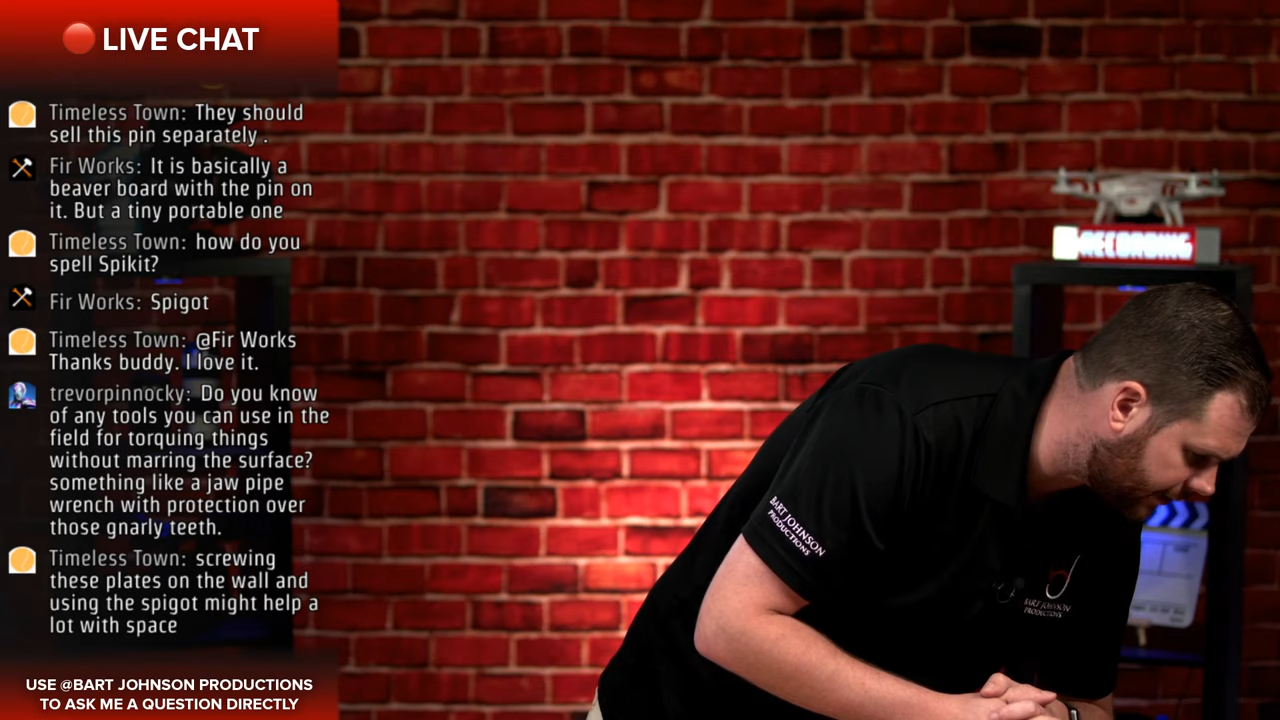 LIVE CHAT
Timeless Town: They should
sell this pin separately .
Fir Works: It is basically a
beaver board with the pin on
it. But a tiny portable one
Timeless Town: how do you
spell Spikit?
Fir Works: Spigot
Timeless Town: @Fir Works
Thanks buddy. I love it.
trevorpinnocky: Do you know
of any tools you can use in the
field for torquing things
without marring the surface?
something like a jaw pipe
wrench with protection over
those gnarly teeth.
Timeless Town: screwing
these plates on the wall and
using the spigot might help a
lot with space
USE @BART JOHNSON PRODUCTIONS
TO ASK ME A QUESTION DIRECTLY
RECORDING
BART JOHNSON
PRODUCTIONS
BART JOHNSON
PRODUCTIONS